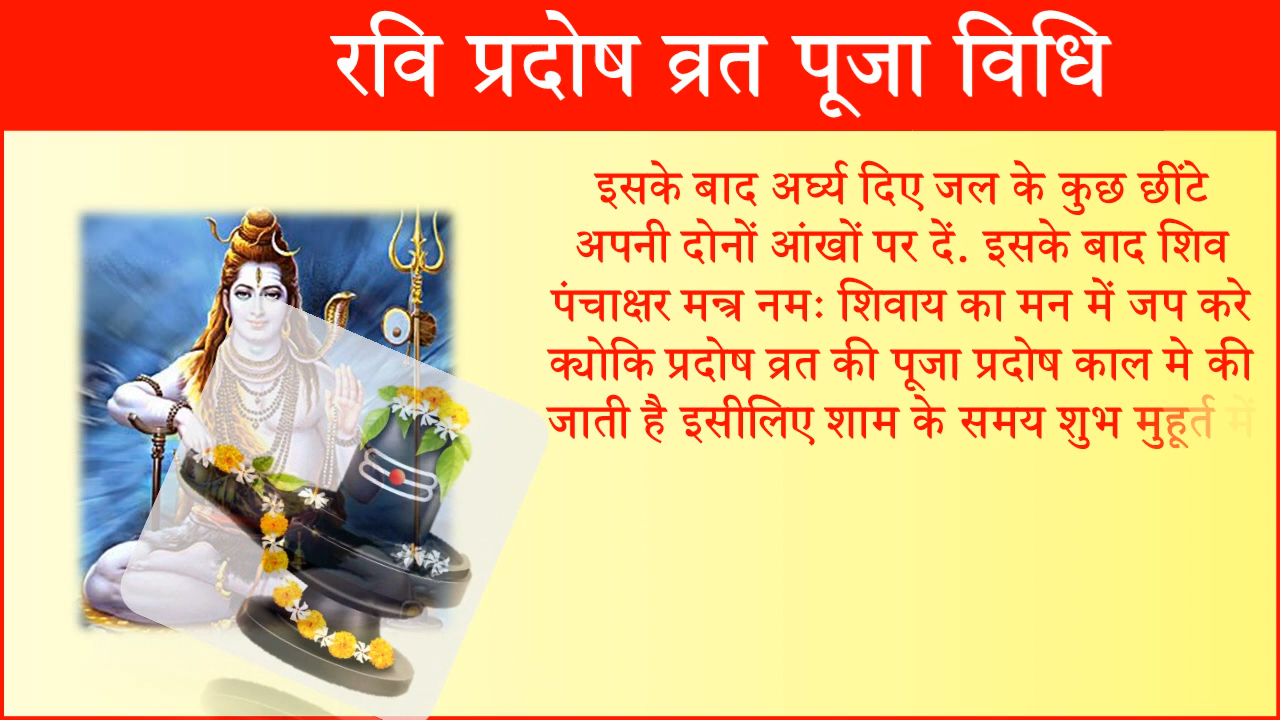 रवि प्रदोष व्रत पूजा विधि
इसके बाद अर्घ्य दिए जल के कुछ छींटे
अपनी दोनों आंखों पर दें. इसके बाद शिव
पंचाक्षर मन्त्र नमः शिवाय का मन में जप करे
क्योकि प्रदोष व्रत की पूजा प्रदोष काल मे की
जाती है इसीलिए शाम के समय शुभ मुहूर्त में